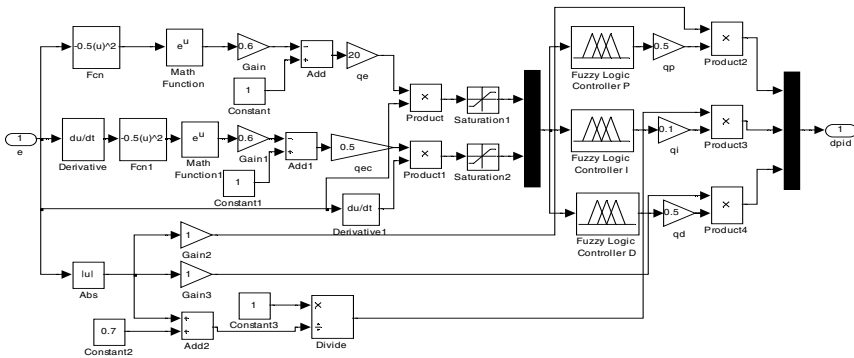 1
e
-0.5(u)^2
Fcn
e^u
Math
Function
0.6
Gain
1
Constant
-
+
Add
20
qe
du/dt
Derivative
-0.5(u)^2
Fcn1
e^u
Math
Function1
0.6
Gain1
1
Constant1
-
+
Add1
0.5
qec
du/dt
Derivative1
×
Product
Saturation1
×
Product1
Saturation2
|u|
Abs
1
Gain2
1
Gain3
0.7
Constant2
+
+
Add2
1
Constant3
×
÷
Divide
Fuzzy Logic
Controller P
0.5
qp
×
Product2
Fuzzy Logic
Controller I
0.1
qi
×
Product3
Fuzzy Logic
Controller D
0.5
qd
×
Product4
1
dpid